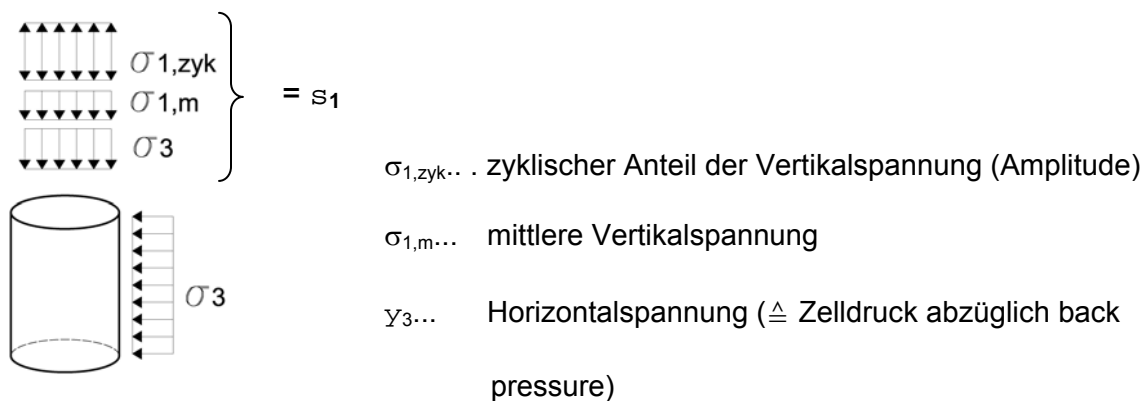 σ1,zyk
σ1,m
= s1
σ3
σ1,zyk.. . zyklischer Anteil der Vertikalspannung (Amplitude)
σ1,m... mittlere Vertikalspannung
σ3
y3... Horizontalspannung (≙ Zelldruck abzüglich back
pressure)